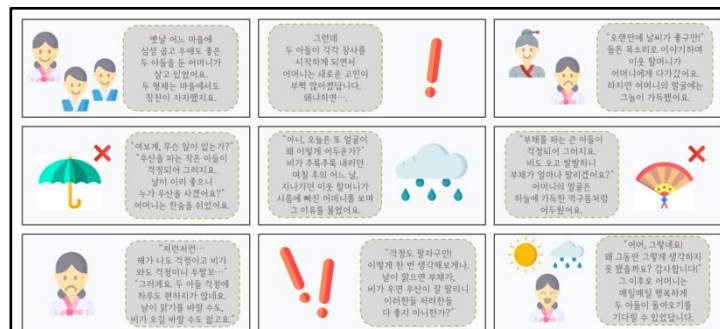 옛날 어느 마을에
심성 곱고 우애도 좋은
두 아들을 둔 어머니가
살고 있었어요.
두 형제는 마을에서도
칭찬이 자자했지요.
그런데
두 아들이 각각 장사를
시작하게 되면서
어머니는 새로운 고민이
부쩍 많아졌답니다.
왜냐하면….
"오랜만에 날씨가 좋구만!"
들뜬 목소리로 이야기하며
이웃 할머니가
어머니에게 다가갔어요.
하지만 어머니의 얼굴에는
그늘이 가득했어요.
"여보게, 무슨 일이 있는가?"
"우산을 파는 작은 아들이
걱정되어 그러지요.
날이 이리 좋으니
누가 우산을 사겠어요?"
어머니는 한숨을 쉬었어요.
"아니, 오늘은 또 얼굴이
왜 이렇게 어두운가?"
비가 주룩주룩 내리던
며칠 후의 어느 날,
지나가던 이웃 할머니가
시름에 빠진 어머니를 보며
그 이유를 물었어요.
"부채를 파는 큰 아들이
걱정되어 그러지요.
비도 오고 쌀쌀하니
부채가 얼마나 팔리겠어요?"
어머니의 얼굴은
하늘에 가득한 먹구름처럼
어두웠어요.
"저런저런…
해가 나도 걱정이고 비가
와도 걱정이니 우짤꼬…"
"그러게요. 두 아들 걱정에
하루도 편하지가 않네요.
날이 맑기를 바랄 수도,
비가 오길 바랄 수도 없고요."
"걱정도 팔자구만!
이렇게 한 번 생각해보게나.
날이 맑으면 부채가,
비가 오면 우산이 잘 팔리니
이러한들 저러한들
다 좋지 아니한가?"
"어머, 그렇네요!
왜 그동안 그렇게 생각하지
못 했을까요? 감사합니다!"
그 이후로 어머니는
매일매일 행복하게
두 아들이 돌아오기를
기다릴 수 있었답니다.